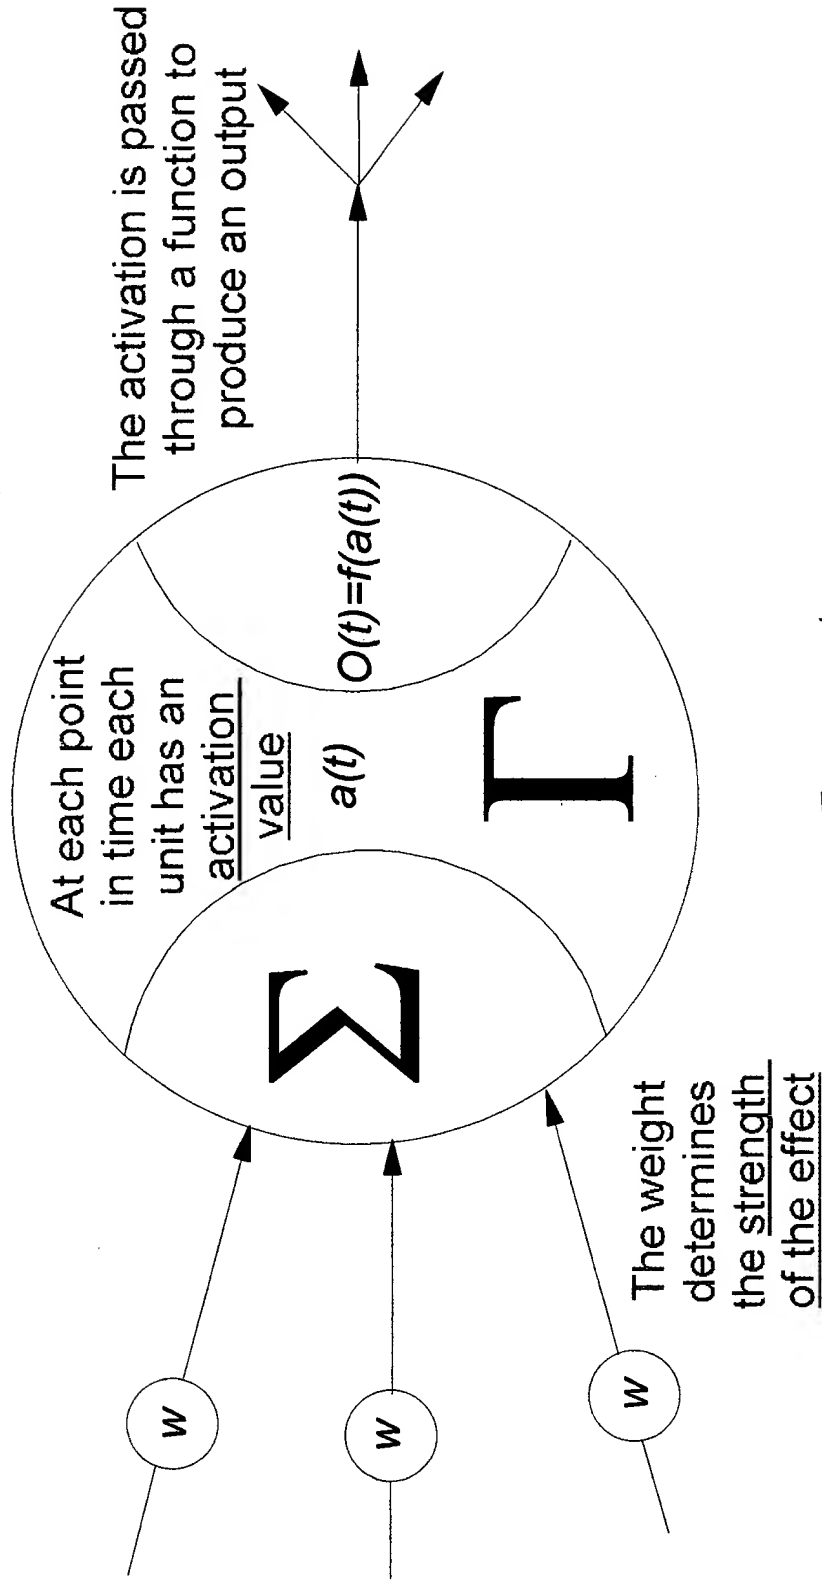 At each point
in time each
unit has an
activation
value
a(t)
The activation is passed
through a function to
produce an output
w
w
w
Σ
O(t)=f(a(t))
Γ
The weight
determines
the strength
of the effect